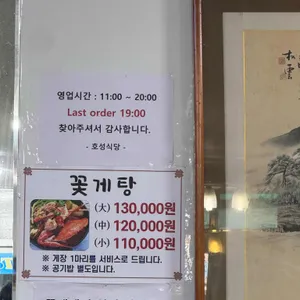 영업시간 : 11:00 ~ 20:00
Last order 19:00
찾아주셔서 감사합니다.
- 호성식당 -
꽃게탕
(大) 130,000원
(中) 120,000원
(小) 110,000원
※ 게장 1마리를 서비스로 드립니다.
※ 공기밥 별도입니다.